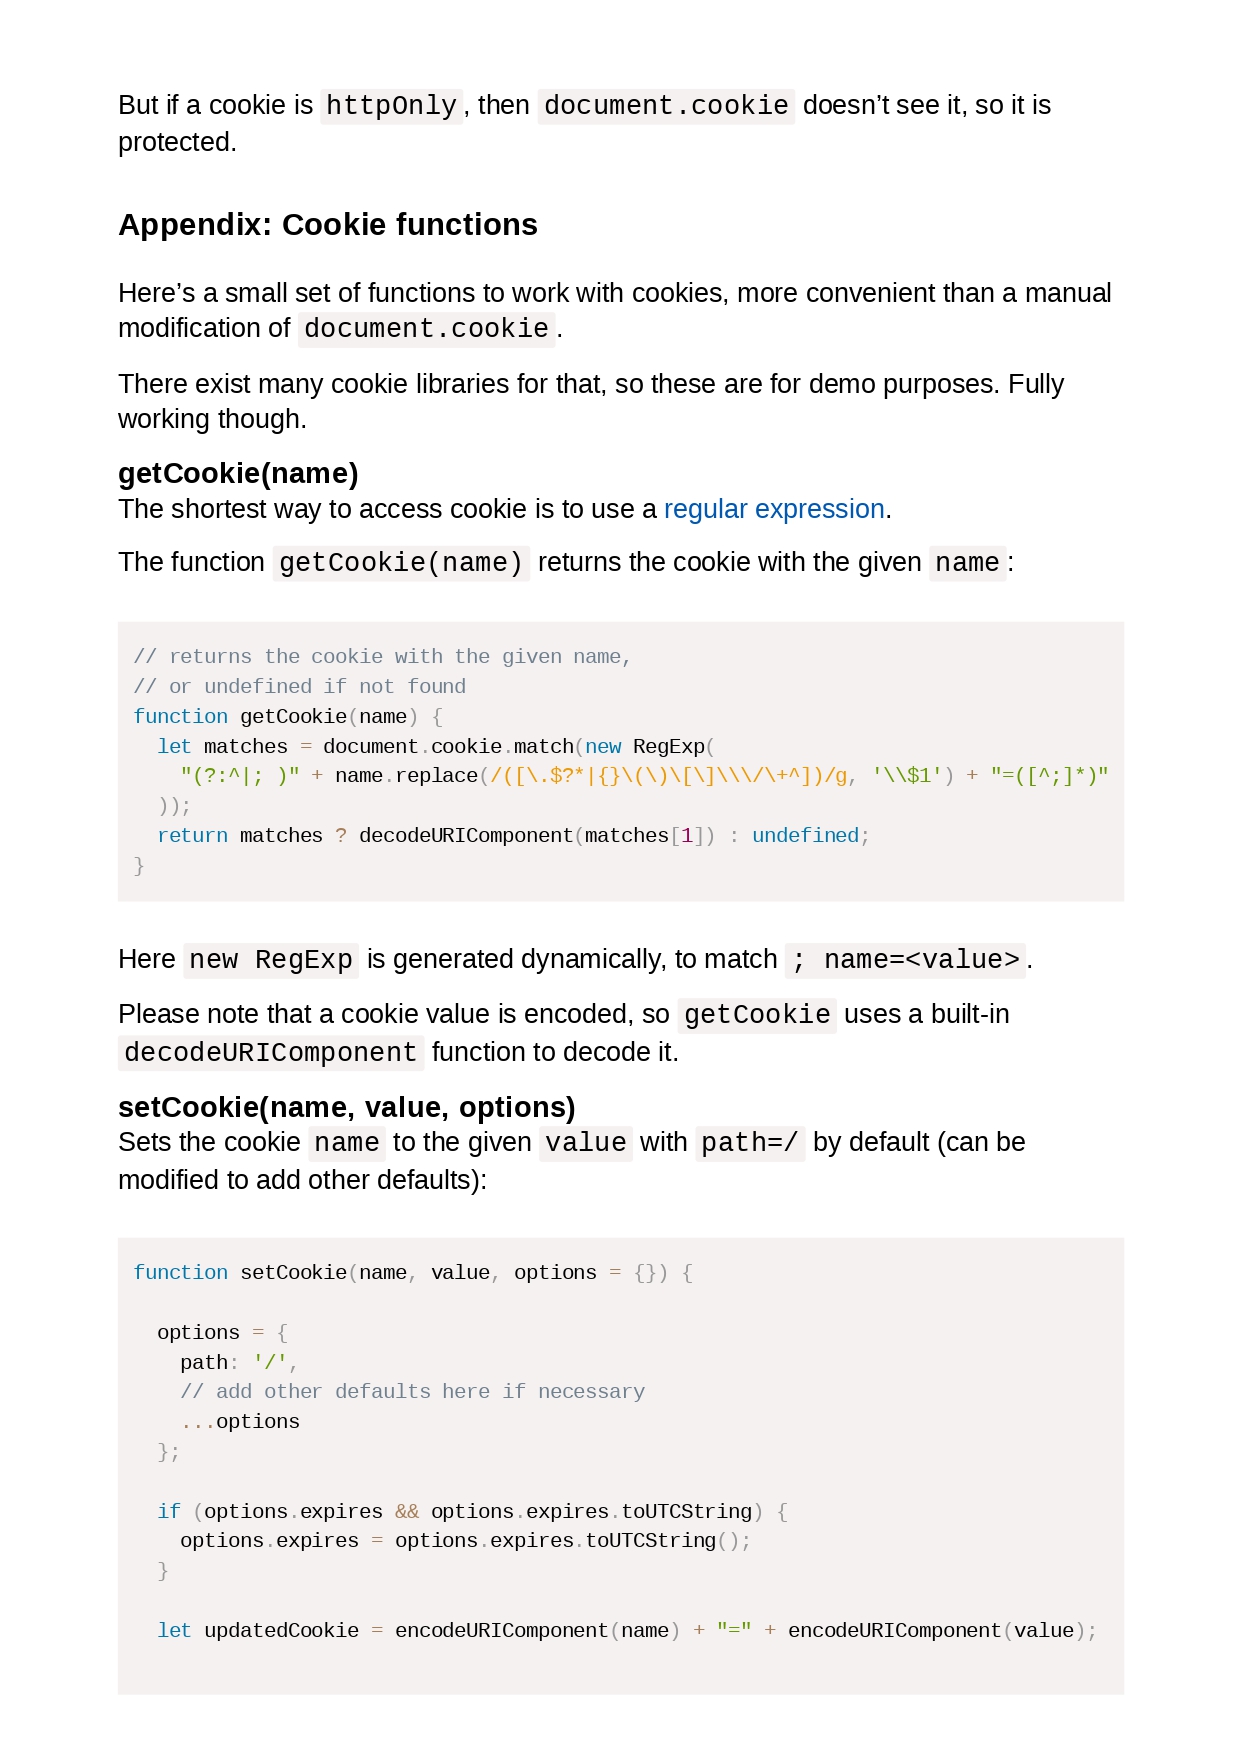 But if a cookie is httpOnly, then document.cookie doesn’t see it, so it is
protected.
Appendix: Cookie functions
Here’s a small set of functions to work with cookies, more convenient than a manual
modification of document.cookie.
There exist many cookie libraries for that, so these are for demo purposes. Fully
working though.
getCookie(name)
The shortest way to access cookie is to use a regular expression.
The function getCookie(name) returns the cookie with the given name:
// returns the cookie with the given name,
// or undefined if not found
function getCookie(name) {
  let matches = document.cookie.match(new RegExp(
    "(?:^|; )" + name.replace(/([\.$?*|{}\(\)\[\]\\\/\+^])/g, '\\$1') + "=([^;]*)"
  ));
  return matches ? decodeURIComponent(matches[1]) : undefined;
}
Here new RegExp is generated dynamically, to match ; name=<value>.
Please note that a cookie value is encoded, so getCookie uses a built-in
decodeURIComponent function to decode it.
setCookie(name, value, options)
Sets the cookie name to the given value with path=/ by default (can be
modified to add other defaults):
function setCookie(name, value, options = {}) {
  options = {
    path: '/',
    // add other defaults here if necessary
    ...options
  };
  if (options.expires && options.expires.toUTCString) {
    options.expires = options.expires.toUTCString();
  }
  let updatedCookie = encodeURIComponent(name) + "=" + encodeURIComponent(value);